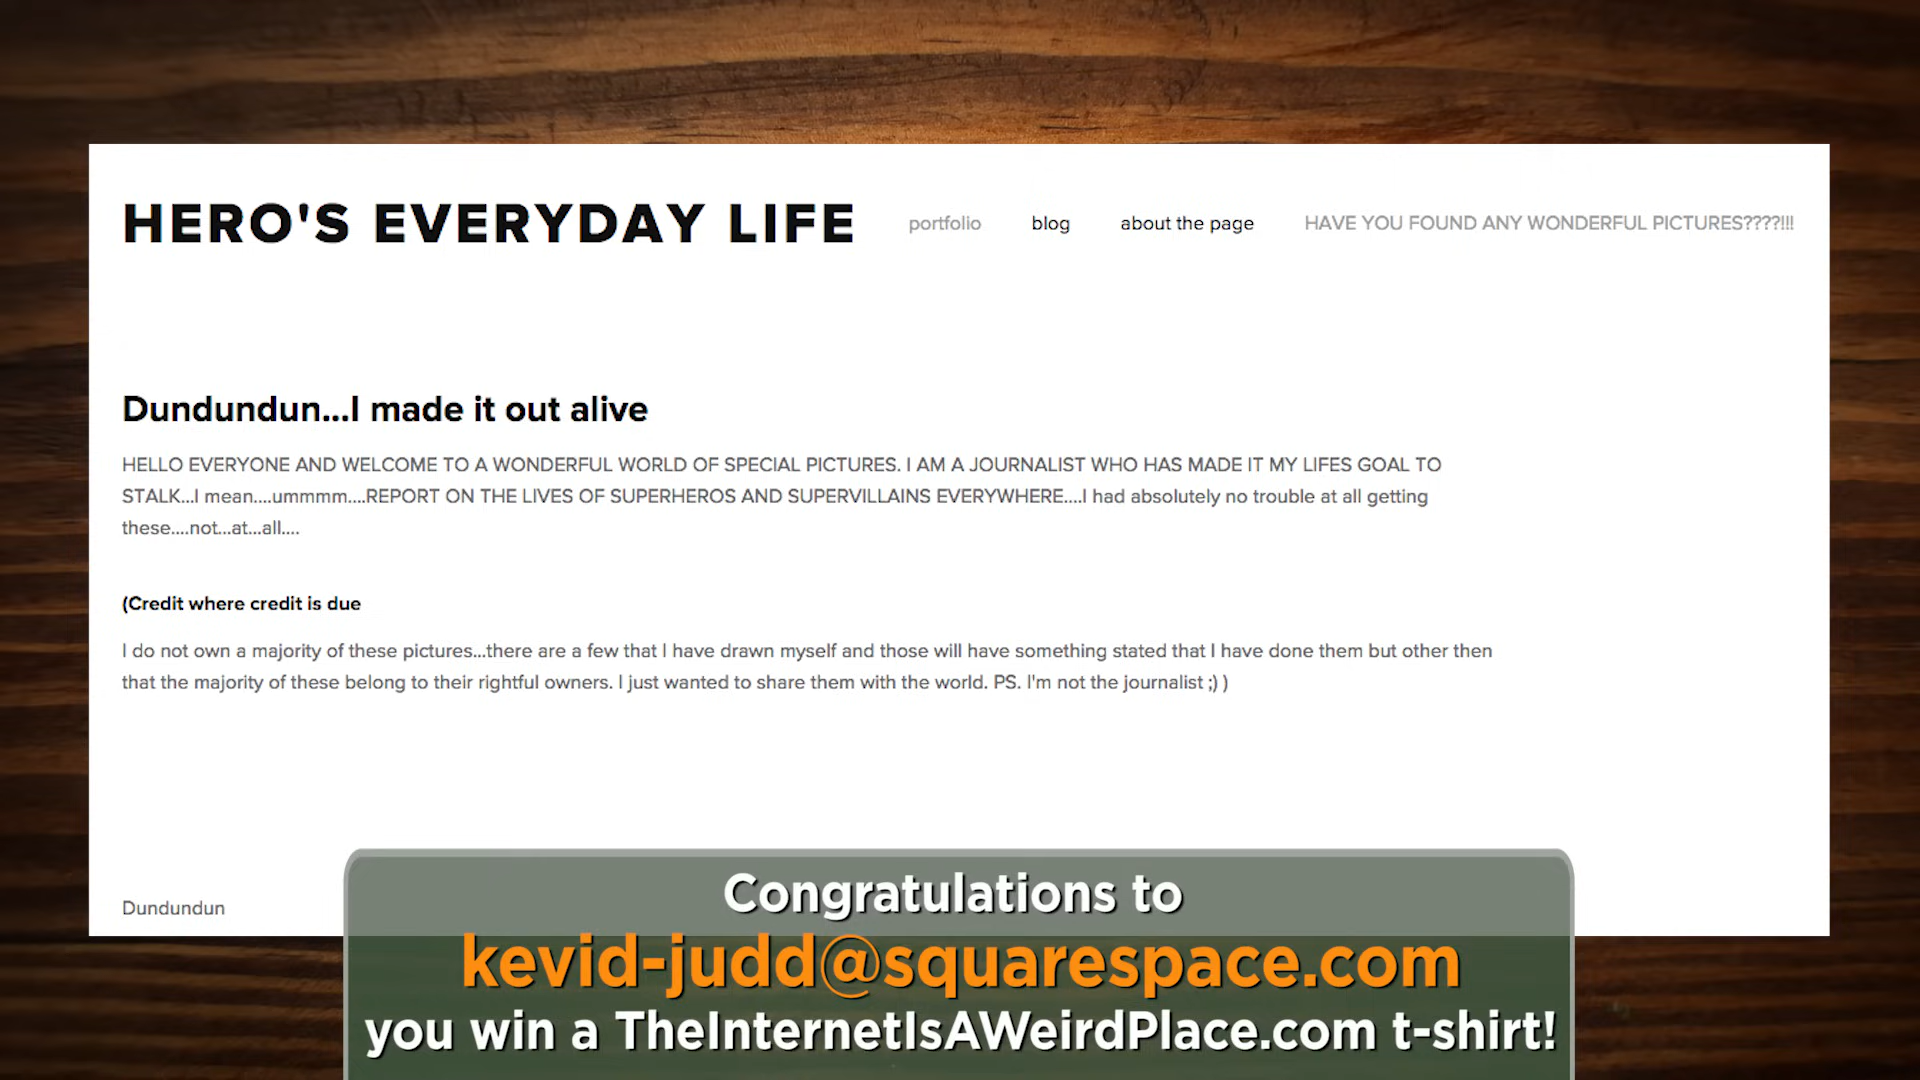 HERO'S EVERYDAY LIFE
portfolio
blog
about the page
HAVE YOU FOUND ANY WONDERFUL PICTURES????!!!
Dundundun...I made it out alive
HELLO EVERYONE AND WELCOME TO A WONDERFUL WORLD OF SPECIAL PICTURES. I AM A JOURNALIST WHO HAS MADE IT MY LIFES GOAL TO
STALK...I mean....ummmm....REPORT ON THE LIVES OF SUPERHEROS AND SUPERVILLAINS EVERYWHERE....I had absolutely no trouble at all getting
these....not...at...all....
(Credit where credit is due
I do not own a majority of these pictures...there are a few that I have drawn myself and those will have something stated that I have done them but other then
that the majority of these belong to their rightful owners. I just wanted to share them with the world. PS. I'm not the journalist ;) )
Dundundun
Congratulations to
kevid-judd@squarespace.com
you win a TheInternetIsAWeirdPlace.com t-shirt!